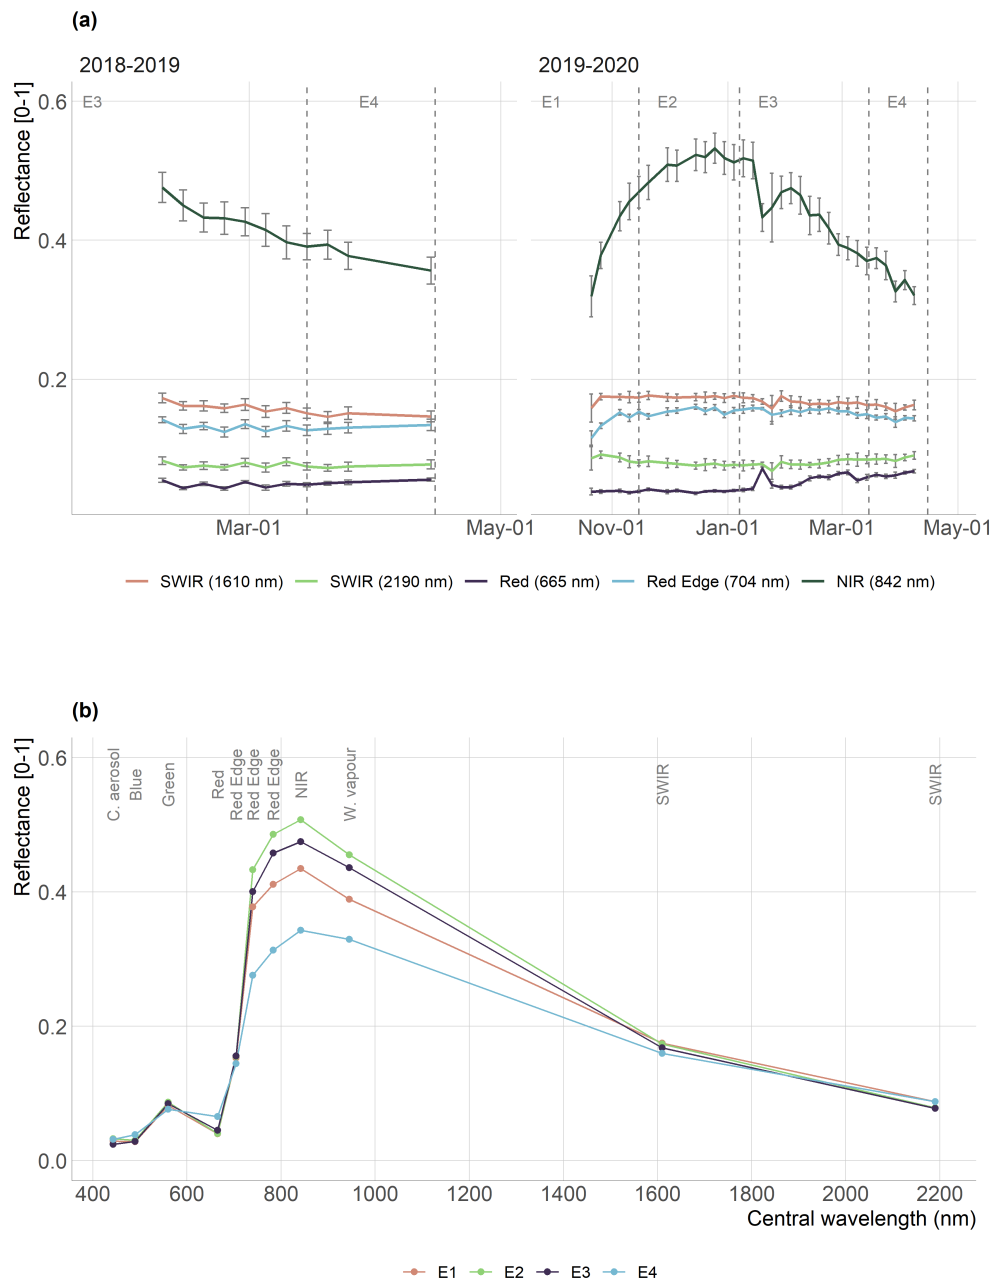 (a)
2018-2019
2019-2020
Reflectance [0-1]
0.6
0.4
0.2
E3
E4
E1
E2
E3
E4
Mar-01
May-01
Nov-01
Jan-01
Mar-01
May-01
SWIR (1610 nm)
SWIR (2190 nm)
Red (665 nm)
Red Edge (704 nm)
NIR (842 nm)
(b)
Reflectance [0-1]
0.6
0.4
0.2
0.0
C. aerosol
Blue
Green
Red
Red Edge
Red Edge
Red Edge
NIR
W. vapour
SWIR
SWIR
400
600
800
1000
1200
1400
1600
1800
2000
2200
Central wavelength (nm)
E1
E2
E3
E4